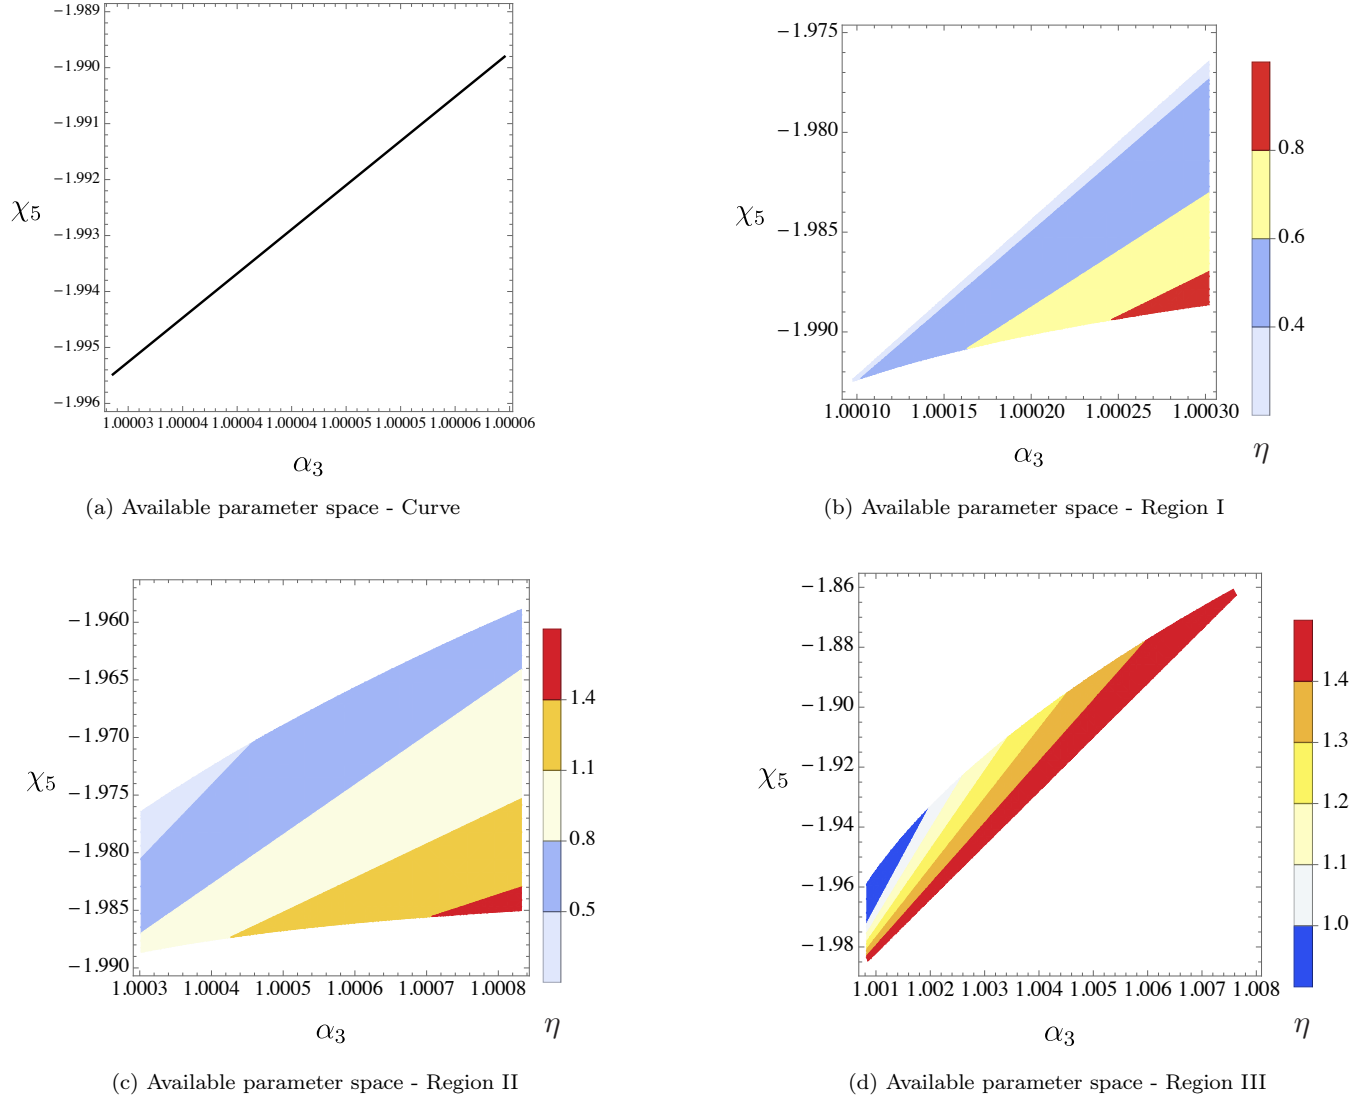 −1.989
−1.990
−1.991
−1.992
−1.993
−1.994
−1.995
−1.996
χ5
1.00003 1.00004 1.00004 1.00004 1.00005 1.00005 1.00006 1.00006
α3
(a) Available parameter space - Curve
−1.975
−1.980
−1.985
−1.990
χ5
1.00010 1.00015 1.00020 1.00025 1.00030
α3
0.8
0.6
0.4
η
(b) Available parameter space - Region I
−1.960
−1.965
−1.970
−1.975
−1.980
−1.985
−1.990
χ5
1.0003 1.0004 1.0005 1.0006 1.0007 1.0008
α3
1.4
1.1
0.8
0.5
η
(c) Available parameter space - Region II
−1.86
−1.88
−1.90
−1.92
−1.94
−1.96
−1.98
χ5
1.001 1.002 1.003 1.004 1.005 1.006 1.007 1.008
α3
1.4
1.3
1.2
1.1
1.0
η
(d) Available parameter space - Region III